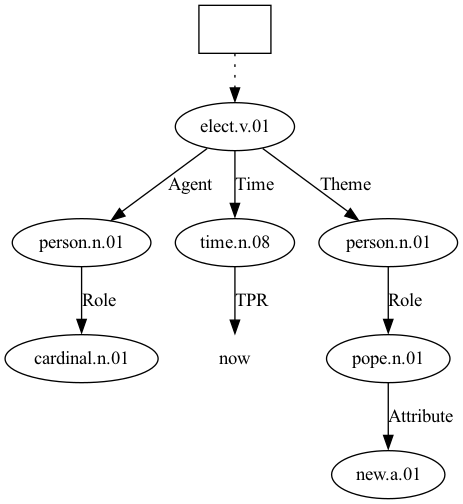 elect.v.01
Agent
Time
Theme
person.n.01
time.n.08
person.n.01
Role
TPR
Role
cardinal.n.01
now
pope.n.01
Attribute
new.a.01